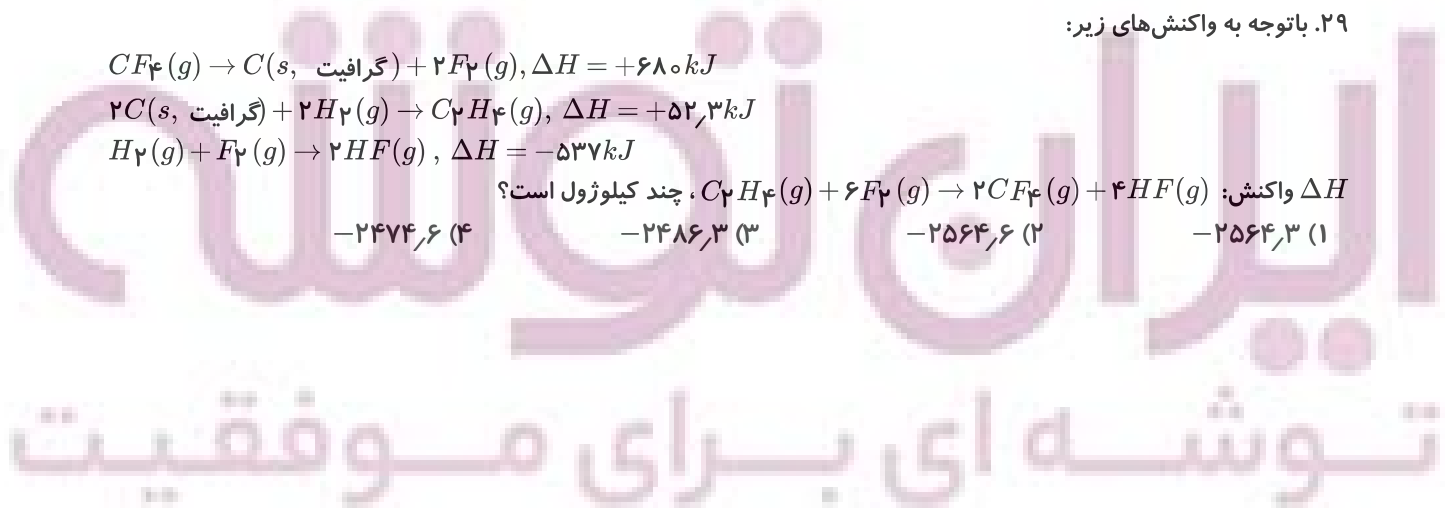 ۲۹. باتوجه به واکنش‌های زیر:
CF۴(g) → C(s, گرافیت) + ۲F۲(g), ΔH = +۶۸۰kJ
۲C(s, گرافیت) + ۲H۲(g) → C۲H۴(g), ΔH = +۵۲٫۳kJ
H۲(g) + F۲(g) → ۲HF(g) , ΔH = −۵۳۷kJ
ΔH واکنش: C۲H۴(g) + ۶F۲(g) → ۲CF۴(g) + ۴HF(g) ، چند کیلوژول است؟
۱) −۲۵۶۴٫۳ ۲) −۲۵۶۴٫۶ ۳) −۲۴۸۶٫۳ ۴) −۲۴۷۴٫۶
ایران توشه
توشه ای برای موفقیت